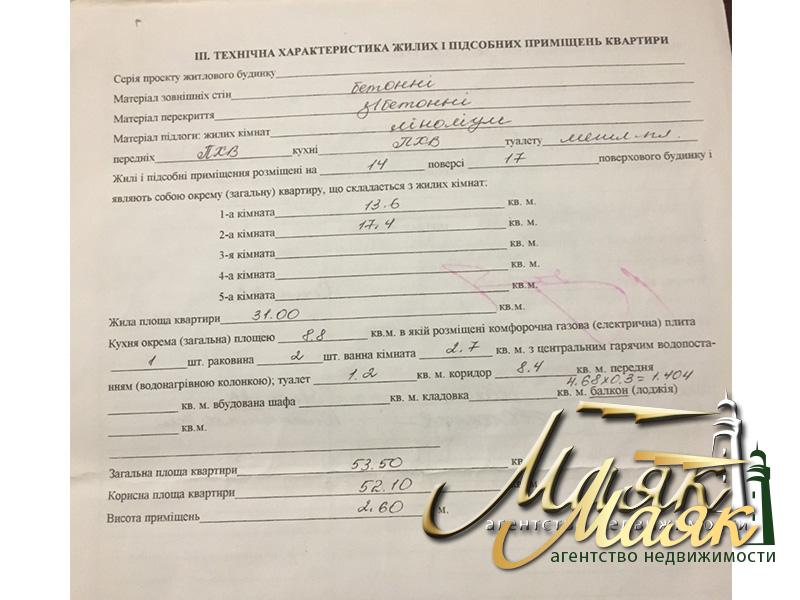 III. ТЕХНІЧНА ХАРАКТЕРИСТИКА ЖИЛИХ І ПІДСОБНИХ ПРИМІЩЕНЬ КВАРТИРИ
Серія проекту житлового будинку
Матеріал зовнішніх стін бетонні
Матеріал перекриття з/бетонні
Матеріал підлоги: жилих кімнат ліноліум
передніх ПХВ кухні ПХВ туалету метл.пл.
Жилі і підсобні приміщення розміщені на 14 поверсі 17 поверхового будинку і
являють собою окрему (загальну) квартиру, що складається з жилих кімнат:
1-а кімната 13.6 кв. м.
2-а кімната 17.4 кв. м.
3-я кімната кв. м.
4-а кімната кв. м.
5-а кімната кв.м.
Жила площа квартири 31.00 кв.м.
Кухня окрема (загальна) площею 8.8 кв.м. в якій розміщені комфорочна газова (електрична) плита
1 шт. раковина 2 шт. ванна кімната 2.7 кв. м. з центральним гарячим водопоста-
нням (водонагрівною колонкою); туалет 1.2 кв. м. коридор 8.4 кв. м. передня
4.68х0.3=1.404
кв. м. вбудована шафа кв. м. кладовка кв. м. балкон (лоджія)
кв.м.
Загальна площа квартири 53.50 кв
Корисна площа квартири 52.10
Висота приміщень 2.60 м.
Маяк
агентство недвижимости
Маяк
агентство недвижимости